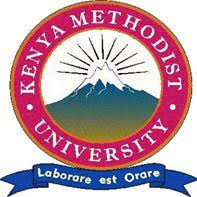 · KENYA METHODIST ·
UNIVERSITY
Laborare est Orare